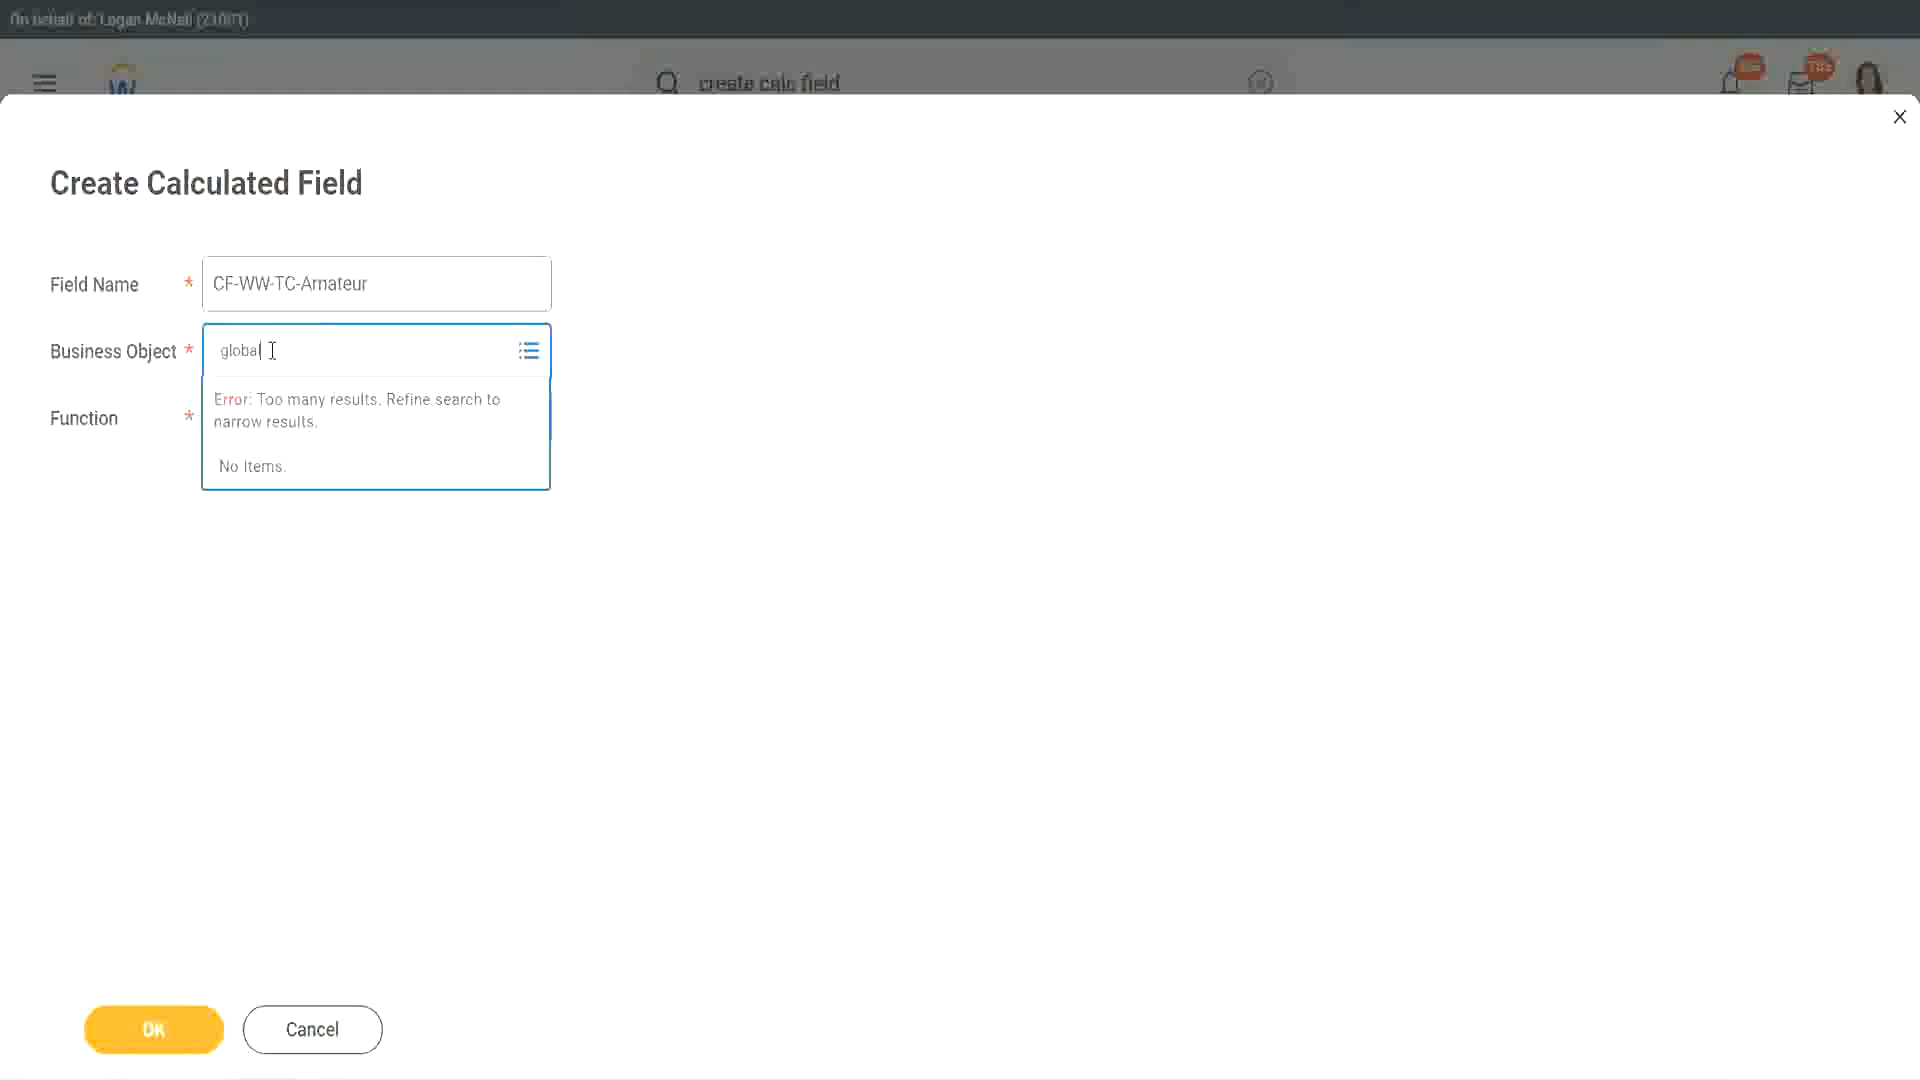 On behalf of: Logan McNeil (21001)
W
create calc field
Create Calculated Field
Field Name *
CF-WW-TC-Amateur
Business Object *
global
Error: Too many results. Refine search to
narrow results.
Function *
No Items.
OK
Cancel